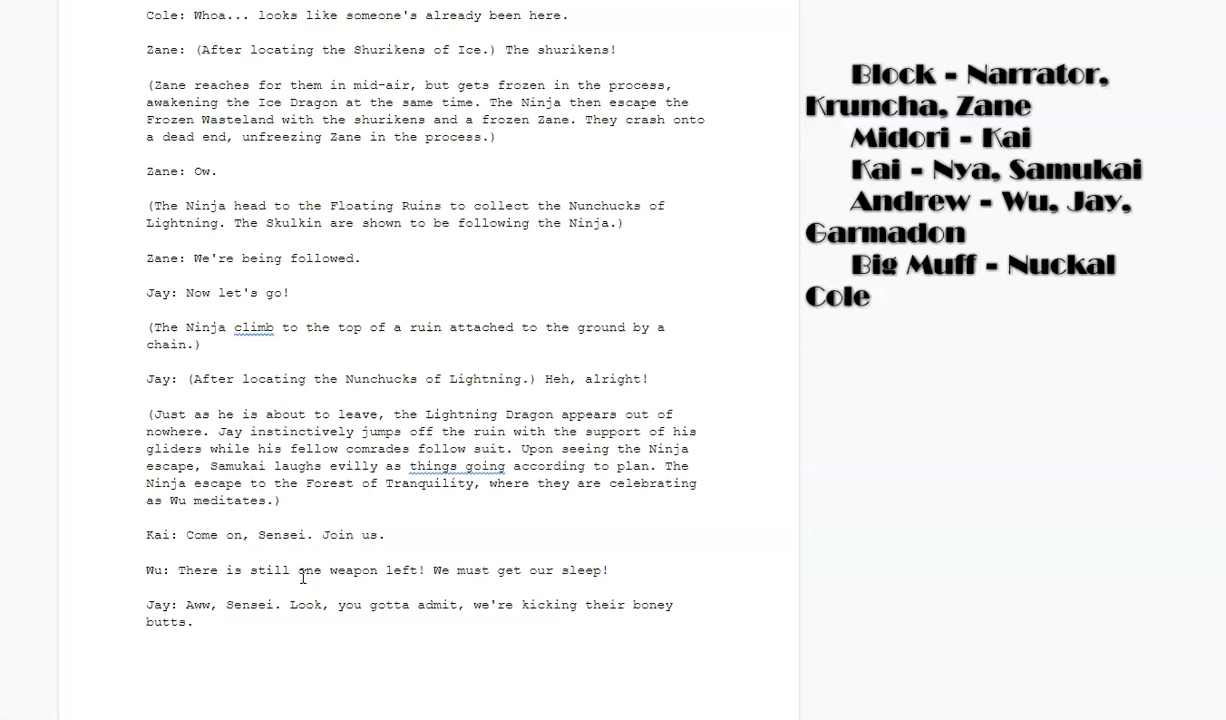 Cole: Whoa... looks like someone's already been here.
Zane: (After locating the Shurikens of Ice.) The shurikens!
(Zane reaches for them in mid-air, but gets frozen in the process,
awakening the Ice Dragon at the same time. The Ninja then escape the
Frozen Wasteland with the shurikens and a frozen Zane. They crash onto
a dead end, unfreezing Zane in the process.)
Zane: Ow.
(The Ninja head to the Floating Ruins to collect the Nunchucks of
Lightning. The Skulkin are shown to be following the Ninja.)
Zane: We're being followed.
Jay: Now let's go!
(The Ninja climb to the top of a ruin attached to the ground by a
chain.)
Jay: (After locating the Nunchucks of Lightning.) Heh, alright!
(Just as he is about to leave, the Lightning Dragon appears out of
nowhere. Jay instinctively jumps off the ruin with the support of his
gliders while his fellow comrades follow suit. Upon seeing the Ninja
escape, Samukai laughs evilly as things going according to plan. The
Ninja escape to the Forest of Tranquility, where they are celebrating
as Wu meditates.)
Kai: Come on, Sensei. Join us.
Wu: There is still one weapon left! We must get our sleep!
Jay: Aww, Sensei. Look, you gotta admit, we're kicking their boney
butts.
Block - Narrator,
Kruncha, Zane
Midori - Kai
Kai - Nya, Samukai
Andrew - Wu, Jay,
Garmadon
Big Muff - Nuckal
Cole